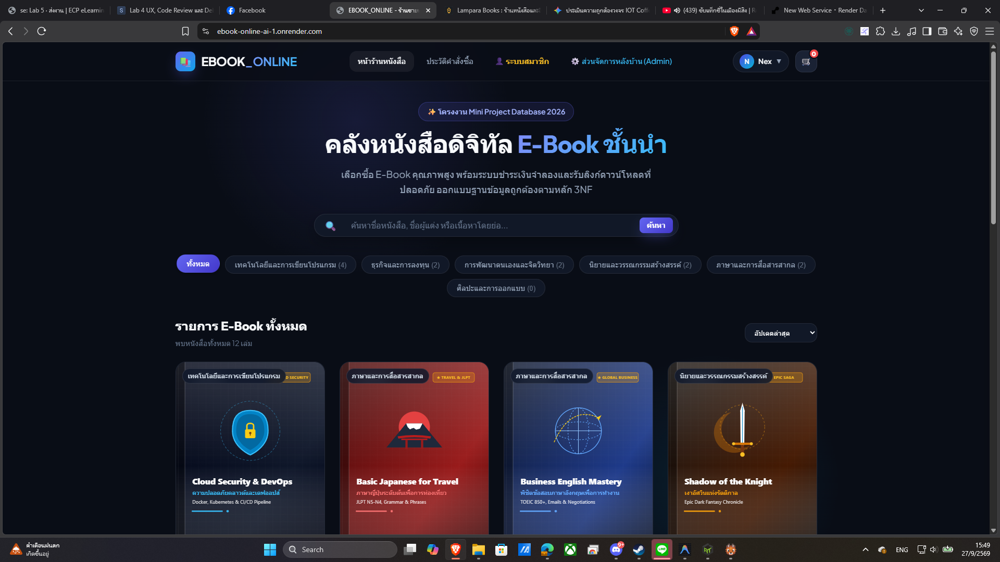 se: Lab 5 · ส่งงาน | ECP eLearnin
Lab 4 UX, Code Review และ De
Facebook
EBOOK_ONLINE - ร้านขาย
Lampara Books : ร้านหนังสือและ
ประเมินความถูกต้องวงจร IOT Coff
(439) ขับแท็กซี่ในเมืองผีสิง | R
New Web Service · Render Da
ebook-online-ai-1.onrender.com
EBOOK_ONLINE
หน้าร้านหนังสือ
ประวัติคำสั่งซื้อ
ระบบสมาชิก
ส่วนจัดการหลังบ้าน (Admin)
N Nex ▼
0
✨ โครงงาน Mini Project Database 2026
คลังหนังสือดิจิทัล E-Book ชั้นนำ
เลือกซื้อ E-Book คุณภาพสูง พร้อมระบบชำระเงินจำลองและรับลิงก์ดาวน์โหลดที่
ปลอดภัย ออกแบบฐานข้อมูลถูกต้องตามหลัก 3NF
ค้นหาชื่อหนังสือ, ชื่อผู้แต่ง หรือเนื้อหาโดยย่อ...
ค้นหา
ทั้งหมด
เทคโนโลยีและการเขียนโปรแกรม (4)
ธุรกิจและการลงทุน (2)
การพัฒนาตนเองและจิตวิทยา (2)
นิยายและวรรณกรรมสร้างสรรค์ (2)
ภาษาและการสื่อสารสากล (2)
ศิลปะและการออกแบบ (0)
รายการ E-Book ทั้งหมด
พบหนังสือทั้งหมด 12 เล่ม
อัปเดตล่าสุด
เทคโนโลยีและการเขียนโปรแกรม
D SECURITY
Cloud Security & DevOps
ความปลอดภัยคลาวด์และเดฟออปส์
Docker, Kubernetes & CI/CD Pipeline
ภาษาและการสื่อสารสากล
★ TRAVEL & JLPT
Basic Japanese for Travel
ภาษาญี่ปุ่นระดับต้นเพื่อการท่องเที่ยว
JLPT N5-N4, Grammar & Phrases
ภาษาและการสื่อสารสากล
★ GLOBAL BUSINESS
Business English Mastery
พิชิตข้อสอบภาษาอังกฤษเพื่อการทำงาน
TOEIC 850+, Emails & Negotiations
นิยายและวรรณกรรมสร้างสรรค์
EPIC SAGA
Shadow of the Knight
เงาอัศวินแห่งรัตติกาล
Epic Dark Fantasy Chronicle
คำเตือนฝนตก
เกิดขึ้นอยู่
Search
9+
LINE
ENG
15:49
27/9/2569